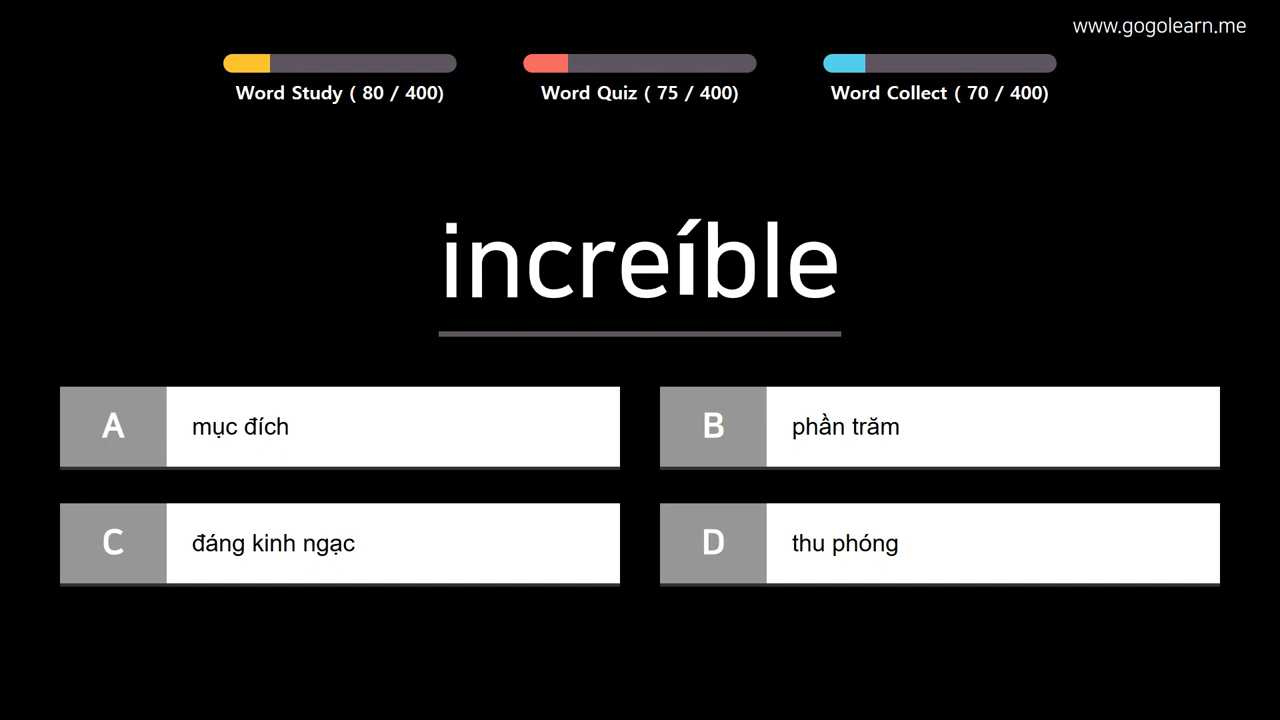 www.gogolearn.me
Word Study ( 80 / 400)
Word Quiz ( 75 / 400)
Word Collect ( 70 / 400)
increíble
A
mục đích
B
phần trăm
C
đáng kinh ngạc
D
thu phóng